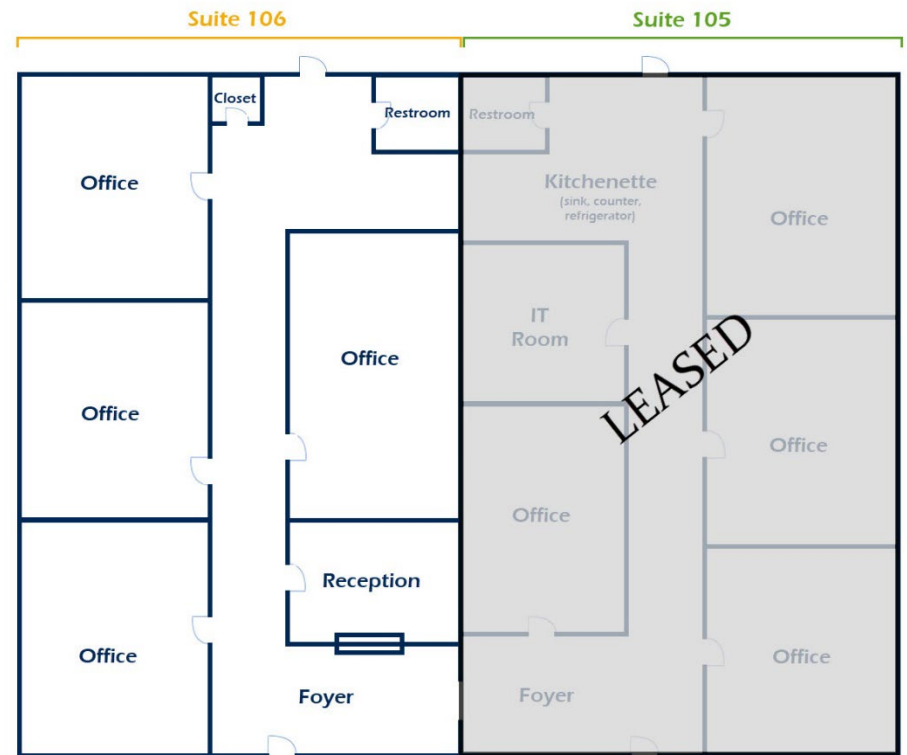 Suite 106
Suite 105
Closet
Restroom
Restroom
Office
Kitchenette
(sink, counter,
refrigerator)
Office
Office
IT
Room
LEASED
Office
Office
Office
Reception
Office
Foyer
Foyer
Office